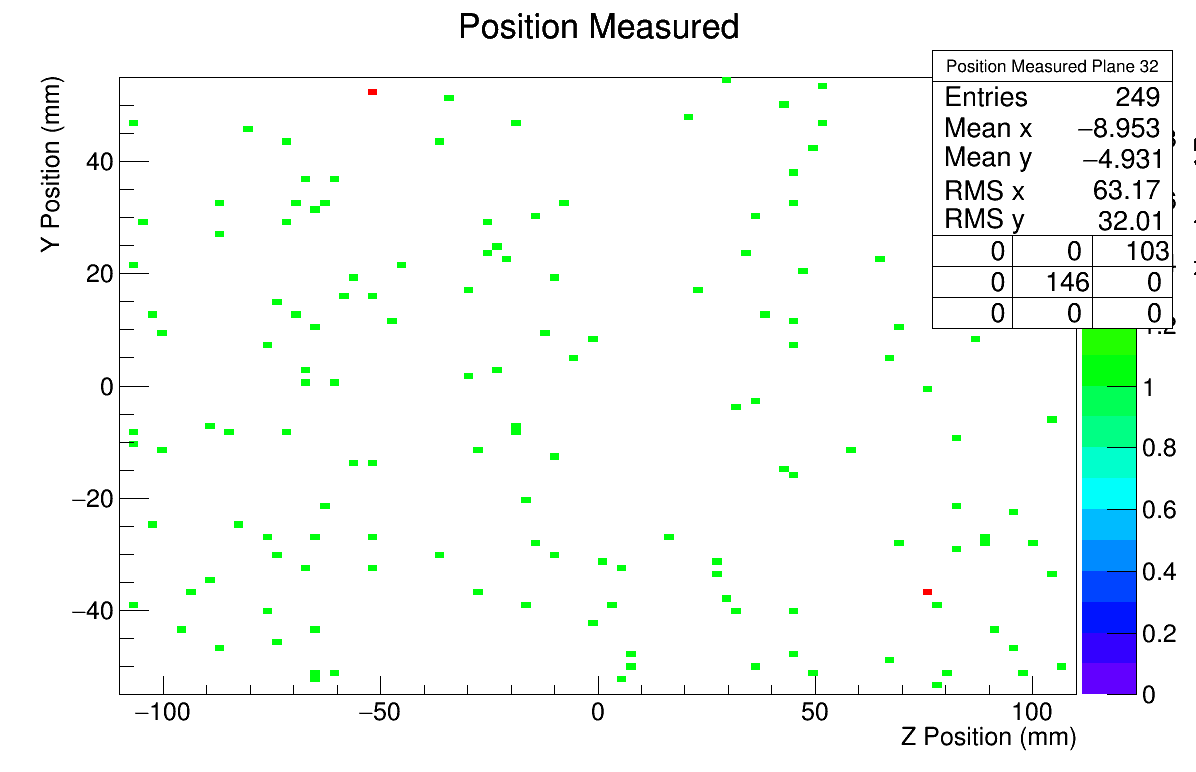 Position Measured
Y Position (mm)
40
20
0
−20
−40
−100
−50
0
50
100
Z Position (mm)
Position Measured Plane 32
Entries 249
Mean x −8.953
Mean y −4.931
RMS x 63.17
RMS y 32.01
0 0 103
0 146 0
0 0 0
1.2
1
0.8
0.6
0.4
0.2
0